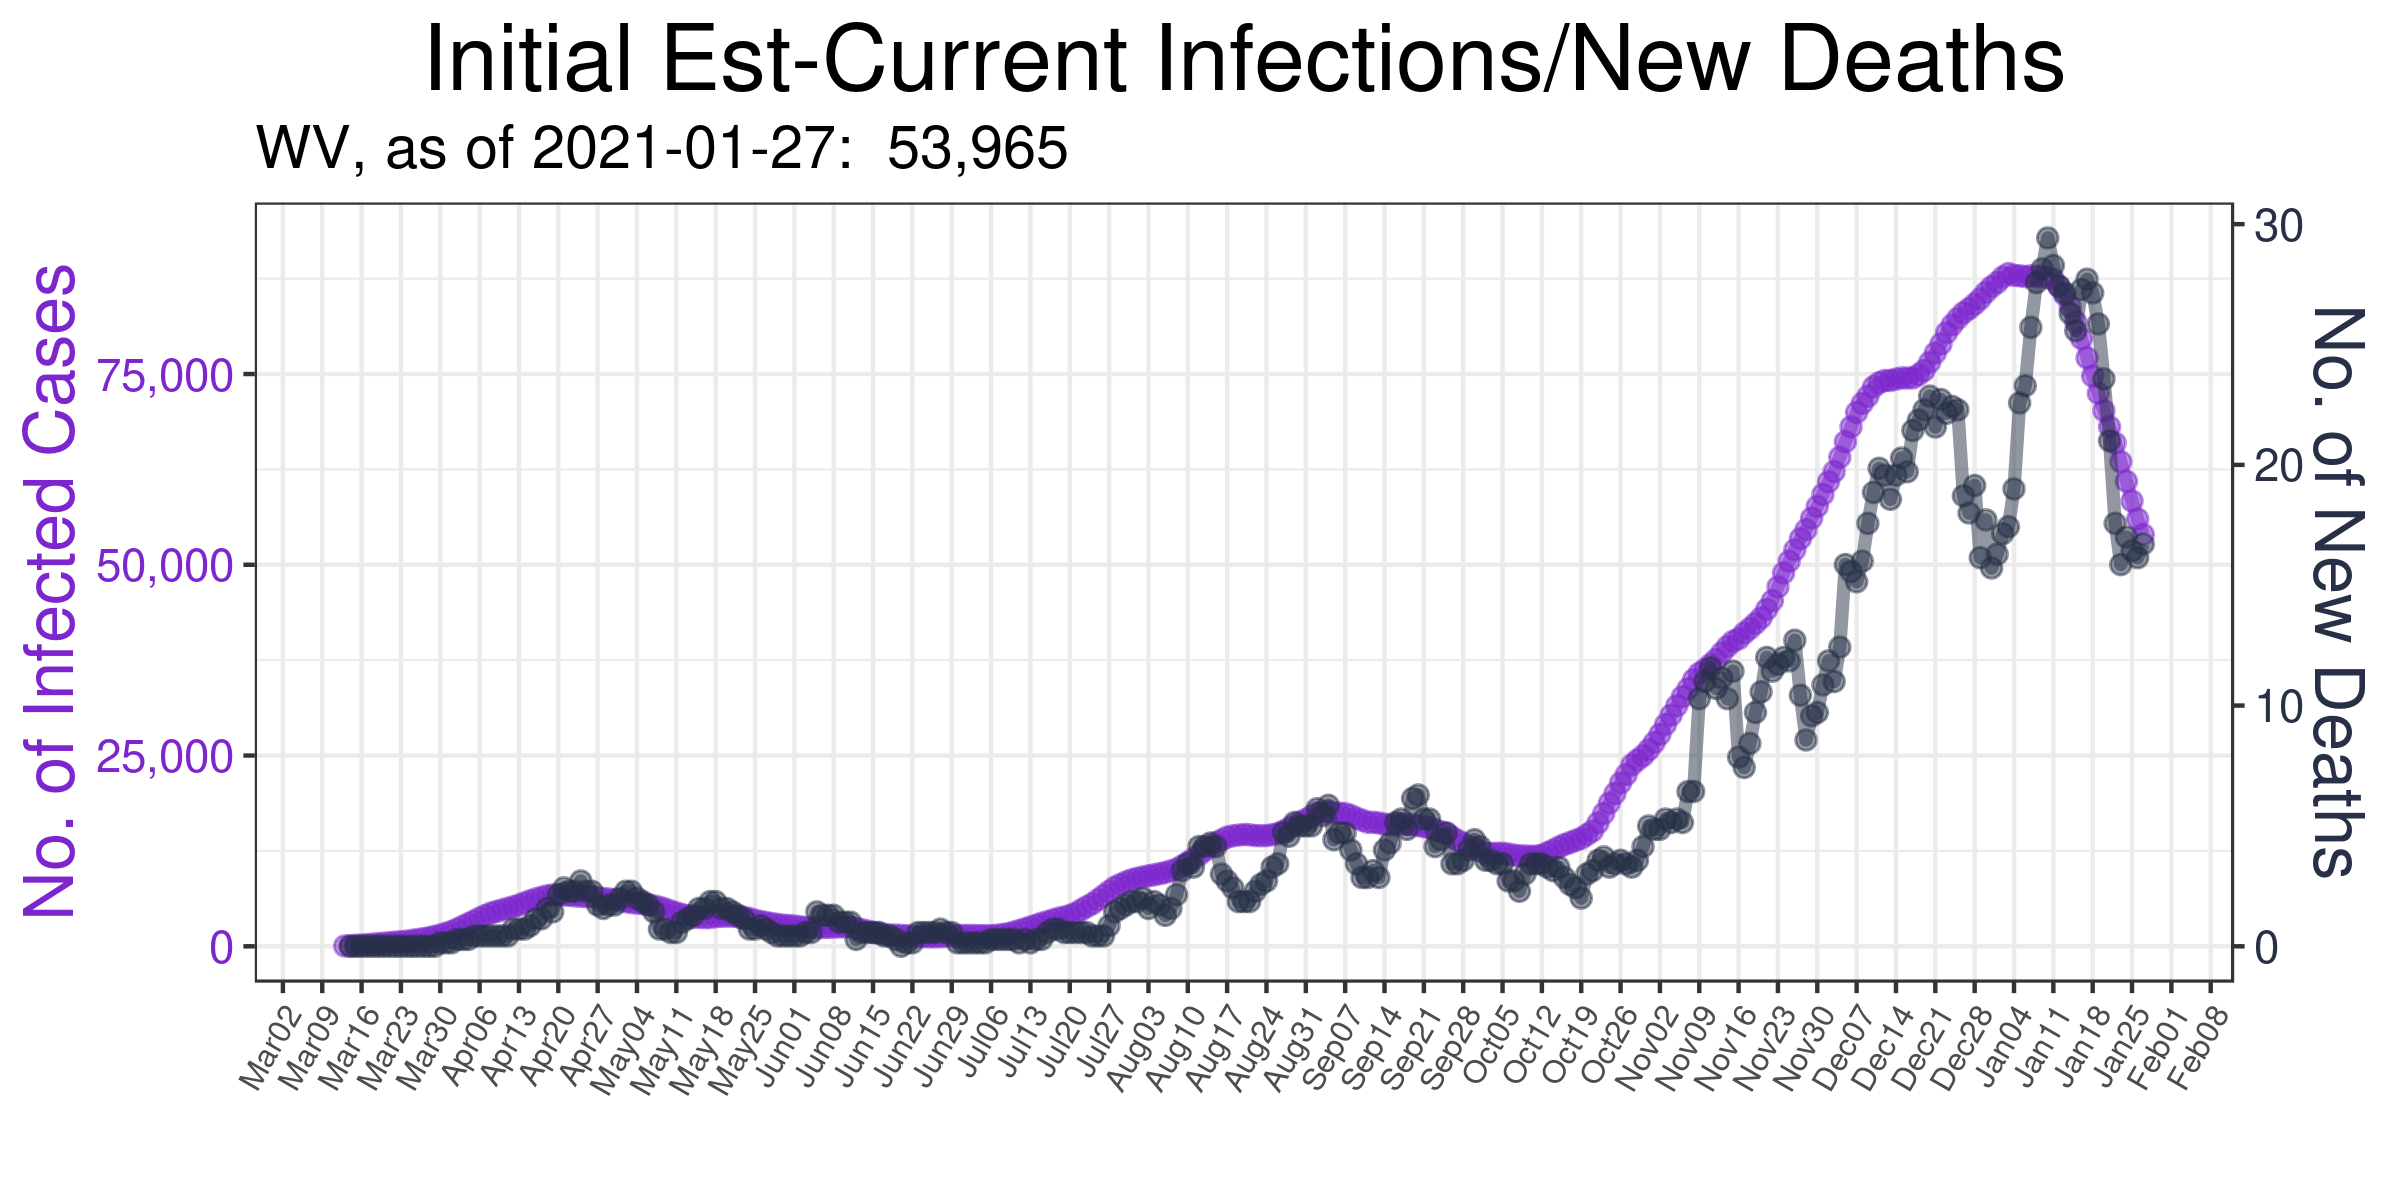 Initial Est-Current Infections/New Deaths
WV, as of 2021-01-27:  53,965
No. of Infected Cases
75,000
50,000
25,000
0
30
20
10
0
No. of New Deaths
Mar02
Mar09
Mar16
Mar23
Mar30
Apr06
Apr13
Apr20
Apr27
May04
May11
May18
May25
Jun01
Jun08
Jun15
Jun22
Jun29
Jul06
Jul13
Jul20
Jul27
Aug03
Aug10
Aug17
Aug24
Aug31
Sep07
Sep14
Sep21
Sep28
Oct05
Oct12
Oct19
Oct26
Nov02
Nov09
Nov16
Nov23
Nov30
Dec07
Dec14
Dec21
Dec28
Jan04
Jan11
Jan18
Jan25
Feb01
Feb08